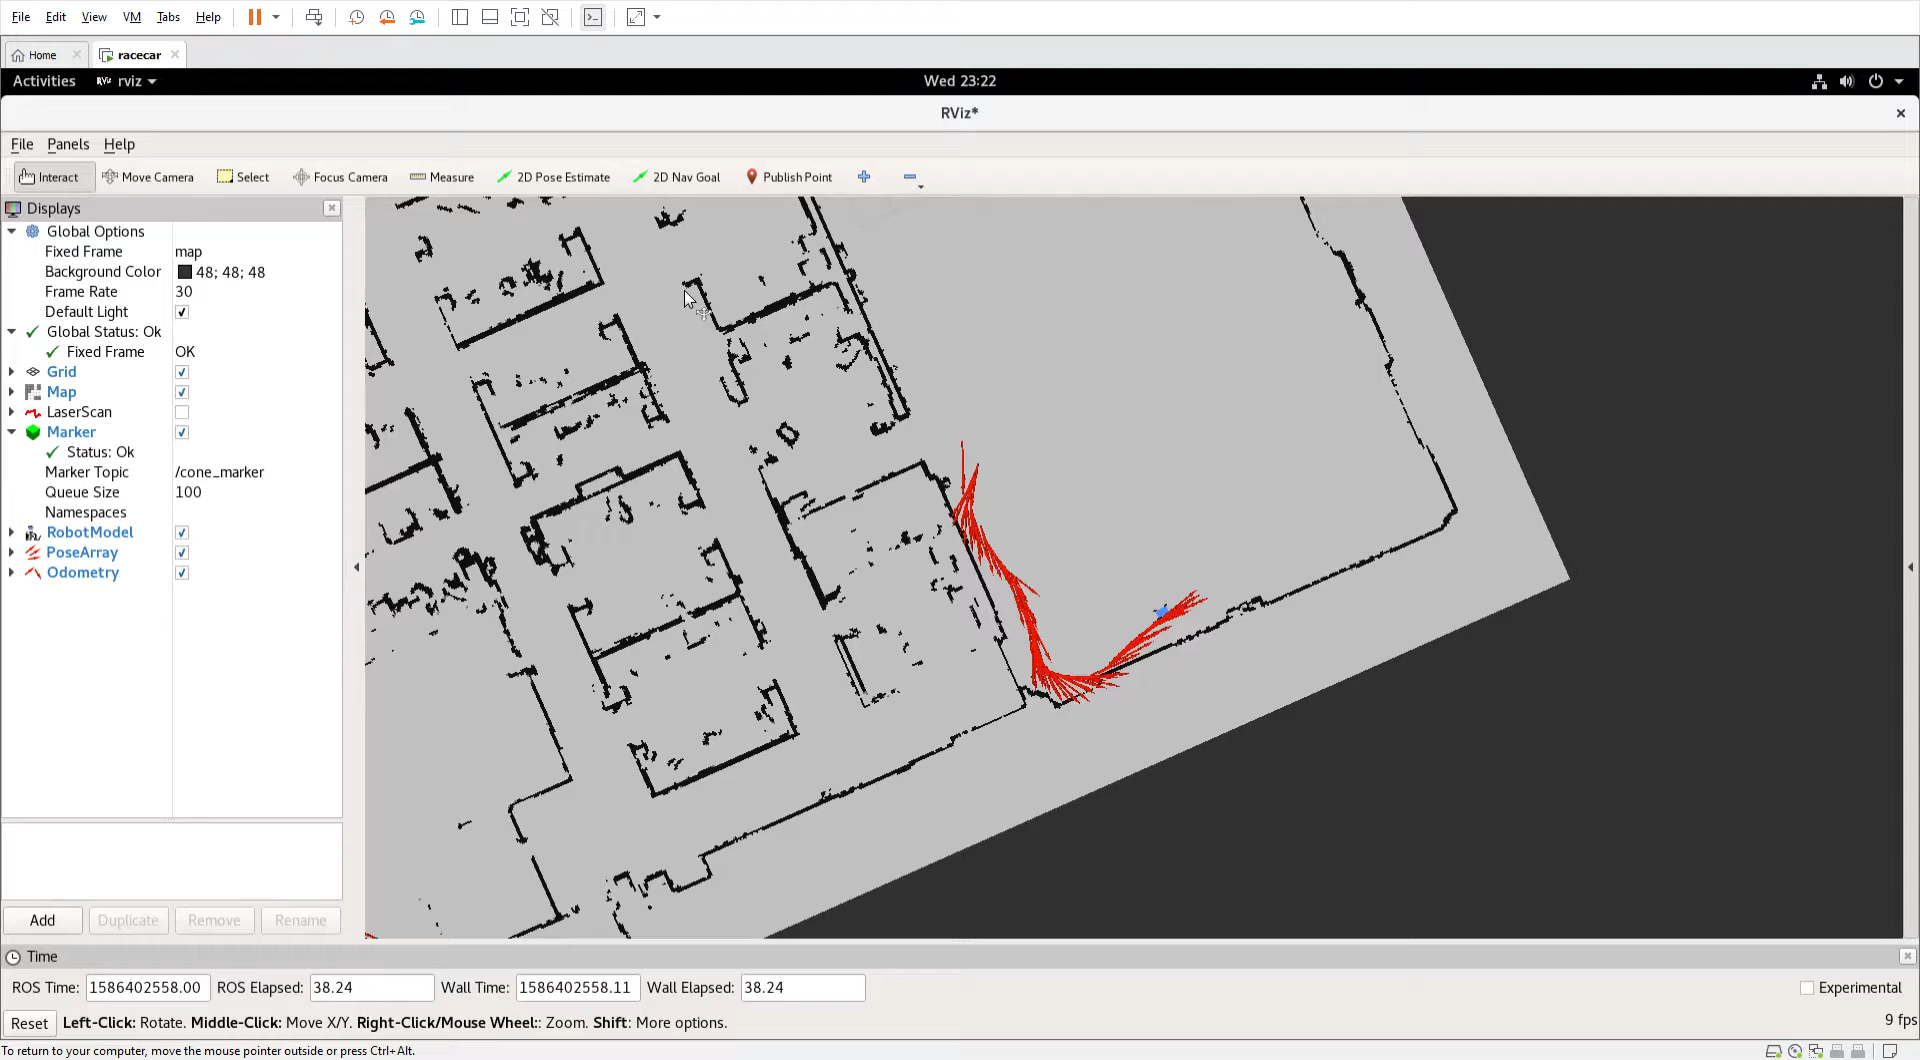 File Edit View VM Tabs Help
Home racecar
Activities RViz rviz Wed 23:22
RViz*
File Panels Help
Interact Move Camera Select Focus Camera Measure 2D Pose Estimate 2D Nav Goal Publish Point
Displays
Global Options
Fixed Frame map
Background Color 48; 48; 48
Frame Rate 30
Default Light
Global Status: Ok
Fixed Frame OK
Grid
Map
LaserScan
Marker
Status: Ok
Marker Topic /cone_marker
Queue Size 100
Namespaces
RobotModel
PoseArray
Odometry
Add Duplicate Remove Rename
Time
ROS Time: 1586402558.00 ROS Elapsed: 38.24 Wall Time: 1586402558.11 Wall Elapsed: 38.24 Experimental
Reset Left-Click: Rotate. Middle-Click: Move X/Y. Right-Click/Mouse Wheel:: Zoom. Shift: More options. 9 fps
To return to your computer, move the mouse pointer outside or press Ctrl+Alt.